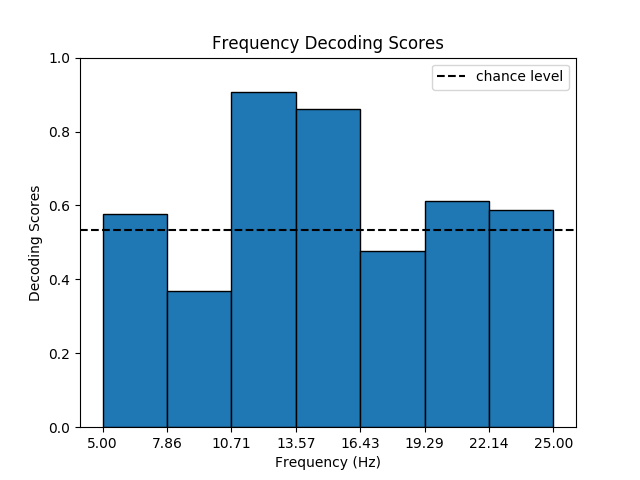 Frequency Decoding Scores
chance level
1.0
0.8
0.6
0.4
0.2
0.0
Decoding Scores
5.00 7.86 10.71 13.57 16.43 19.29 22.14 25.00
Frequency (Hz)